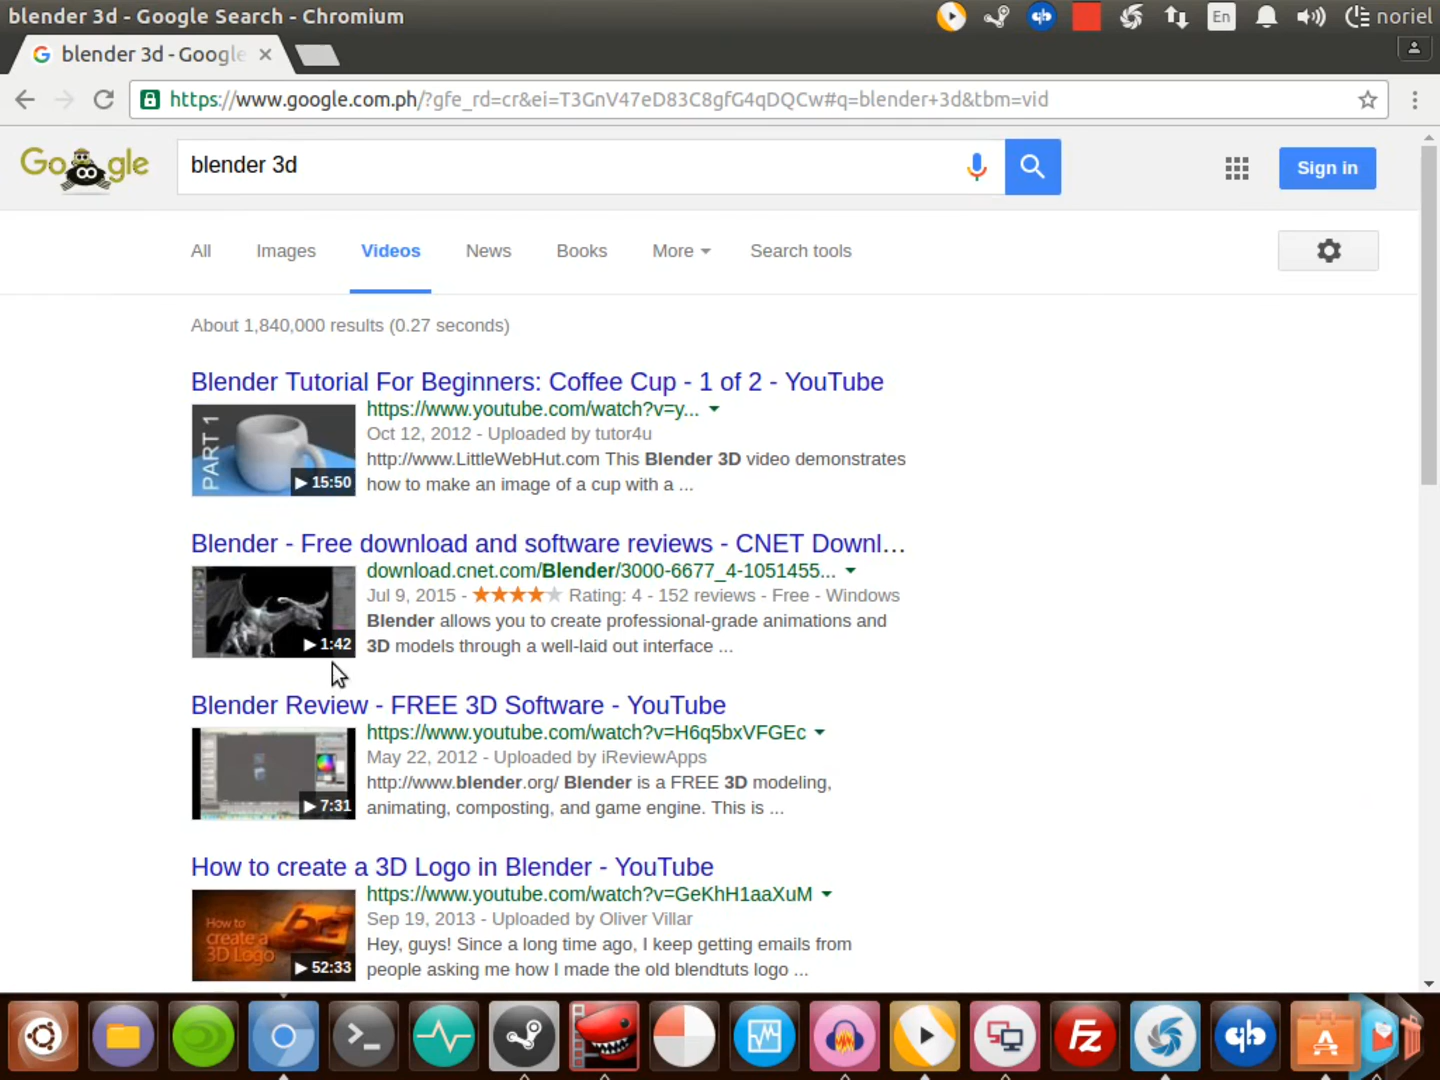 blender 3d - Google Search - Chromium
En
noriel
blender 3d - Google
https://www.google.com.ph/?gfe_rd=cr&ei=T3GnV47eD83C8gfG4qDQCw#q=blender+3d&tbm=vid
Google
blender 3d
Sign in
All
Images
Videos
News
Books
More
Search tools
About 1,840,000 results (0.27 seconds)
Blender Tutorial For Beginners: Coffee Cup - 1 of 2 - YouTube
PART 1
15:50
https://www.youtube.com/watch?v=y...
Oct 12, 2012 - Uploaded by tutor4u
http://www.LittleWebHut.com This Blender 3D video demonstrates
how to make an image of a cup with a ...
Blender - Free download and software reviews - CNET Downl...
1:42
download.cnet.com/Blender/3000-6677_4-1051455...
Jul 9, 2015 - ★★★★★ Rating: 4 - 152 reviews - Free - Windows
Blender allows you to create professional-grade animations and
3D models through a well-laid out interface ...
Blender Review - FREE 3D Software - YouTube
7:31
https://www.youtube.com/watch?v=H6q5bxVFGEc
May 22, 2012 - Uploaded by iReviewApps
http://www.blender.org/ Blender is a FREE 3D modeling,
animating, composting, and game engine. This is ...
How to create a 3D Logo in Blender - YouTube
How to
create a
3D Logo
52:33
https://www.youtube.com/watch?v=GeKhH1aaXuM
Sep 19, 2013 - Uploaded by Oliver Villar
Hey, guys! Since a long time ago, I keep getting emails from
people asking me how I made the old blendtuts logo ...
Fz
qb